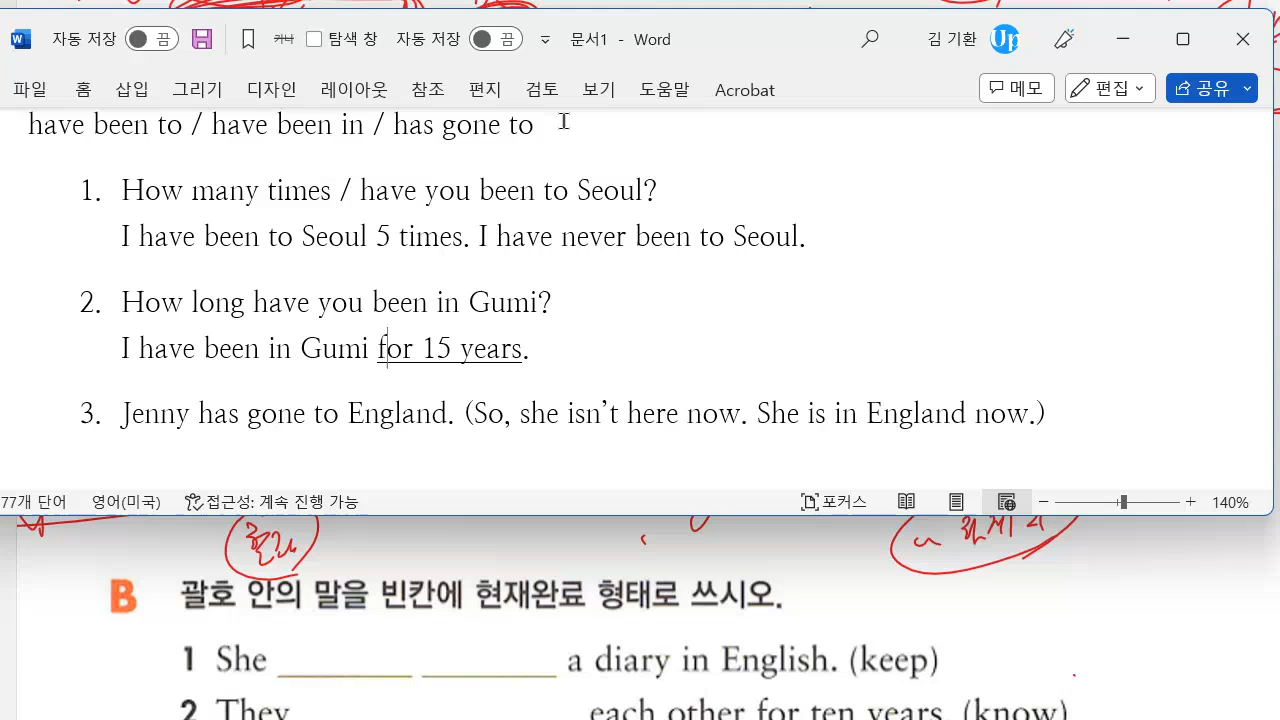 자동 저장 끔 가나 탐색 창 자동 저장 끔 문서1 - Word 김 기환 Up
파일 홈 삽입 그리기 디자인 레이아웃 참조 편지 검토 보기 도움말 Acrobat 메모 편집 공유
have been to / have been in / has gone to
1. How many times / have you been to Seoul?
I have been to Seoul 5 times. I have never been to Seoul.
2. How long have you been in Gumi?
I have been in Gumi for 15 years.
3. Jenny has gone to England. (So, she isn't here now. She is in England now.)
77개 단어 영어(미국) 접근성: 계속 진행 가능 포커스 140%
B 괄호 안의 말을 빈칸에 현재완료 형태로 쓰시오.
1 She ________ ________ a diary in English. (keep)
2 They each other for ten years. (know)